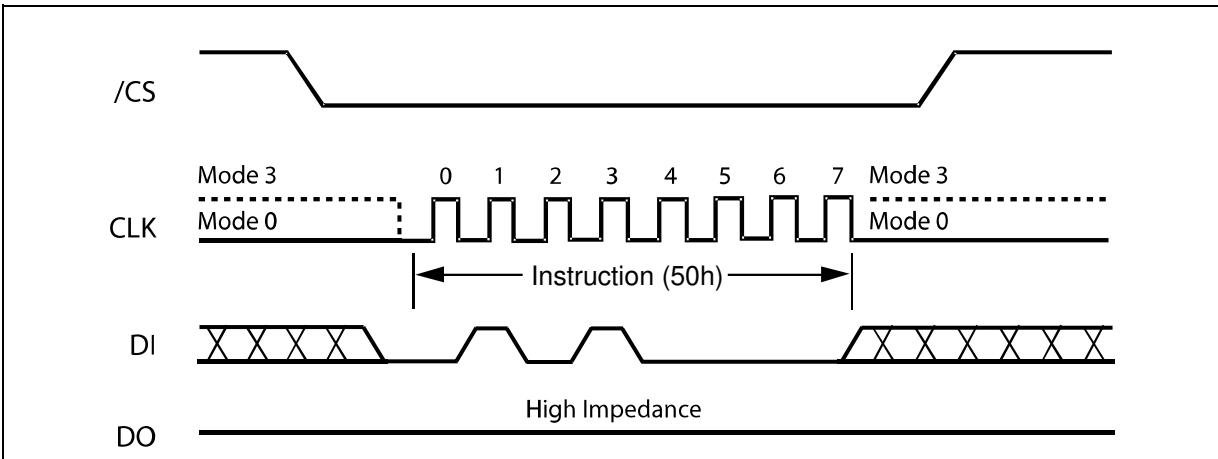 /CS
Mode 3 0 1 2 3 4 5 6 7 Mode 3
CLK Mode 0 Mode 0
Instruction (50h)
DI
High Impedance
DO